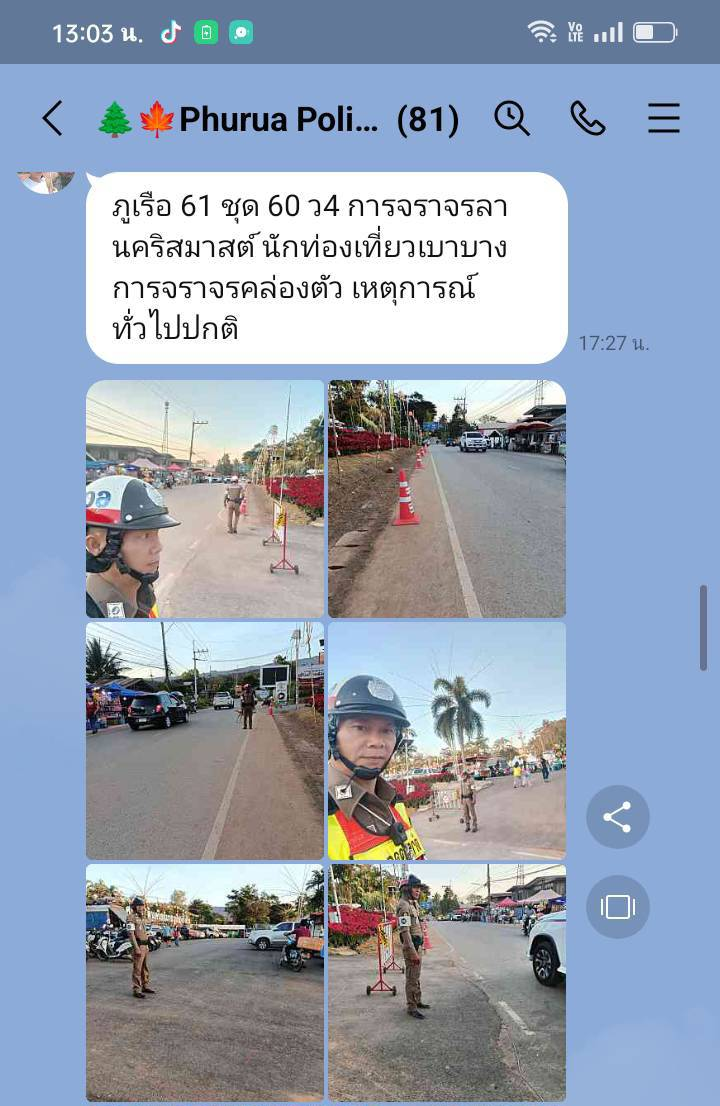 13:03 น.
VO LTE
🌲🍁Phurua Poli... (81)
ภูเรือ 61 ชุด 60 ว4 การจราจรลา
นคริสมาสต์ นักท่องเที่ยวเบาบาง
การจราจรคล่องตัว เหตุการณ์
ทั่วไปปกติ
17:27 น.